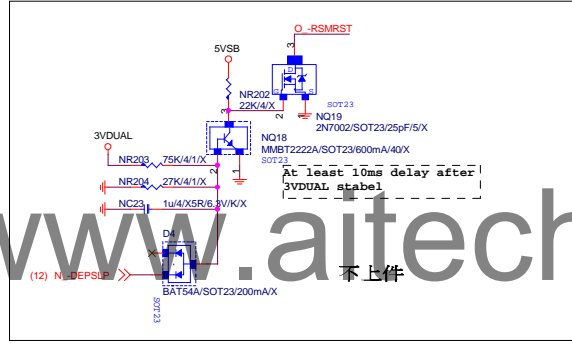 O_-RSMRST
5VSB
3
D
G
S
SOT23
NR202
22K/4/X
2
1
NQ19
2N7002/SOT23/25pF/5/X
3
NQ18
MMBT2222A/SOT23/600mA/40/X
SOT23
3VDUAL
NR203
75K/4/1/X
2
1
NR204
27K/4/1/X
At least 10ms delay after
3VDUAL stabel
NC23
1u/4/X5R/6.3V/K/X
D4
www.aitech
不上件
(12) N_-DEPSLP
BAT54A/SOT23/200mA/X
SOT23